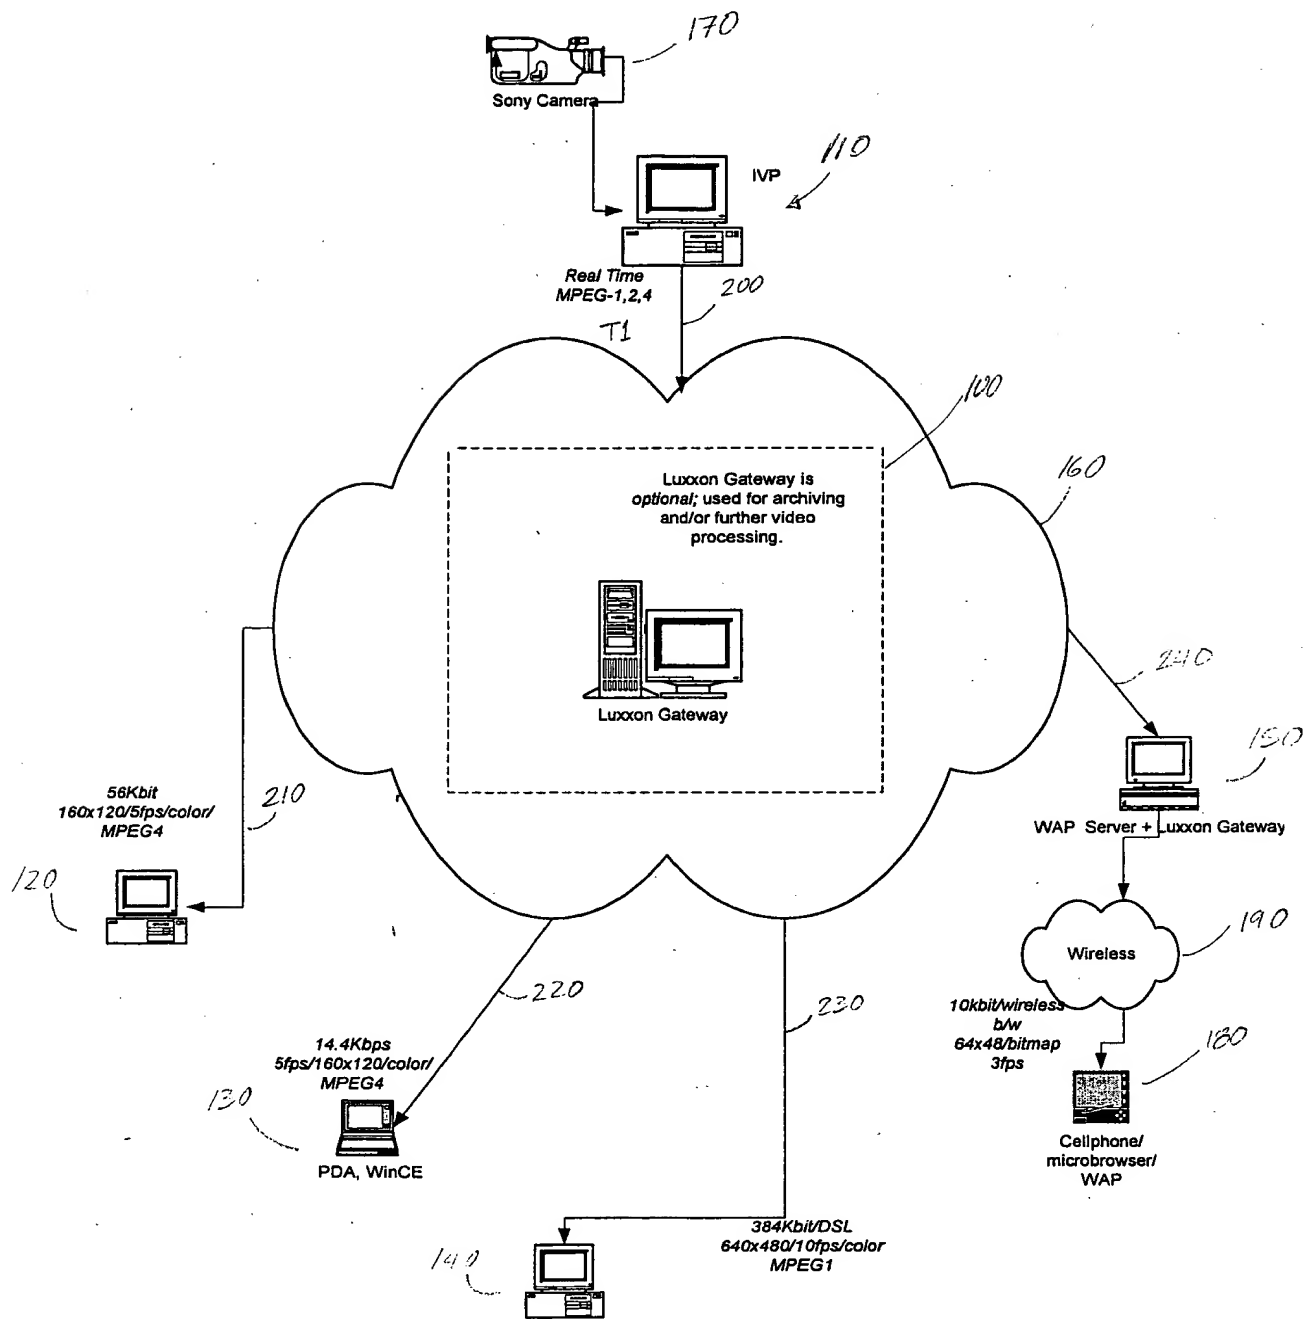 170
Sony Camera
110
IVP
Real Time
MPEG-1,2,4
200
T1
100
Luxxon Gateway is
optional; used for archiving
and/or further video
processing.
160
Luxxon Gateway
240
150
WAP Server + Luxxon Gateway
56Kbit
160x120/5fps/color/
MPEG4
210
120
190
Wireless
220
230
10kbit/wireless
b/w
64x48/bitmap
3fps
180
14.4Kbps
5fps/160x120/color/
MPEG4
130
PDA, WinCE
Cellphone/
microbrowser/
WAP
384Kbit/DSL
640x480/10fps/color
MPEG1
140